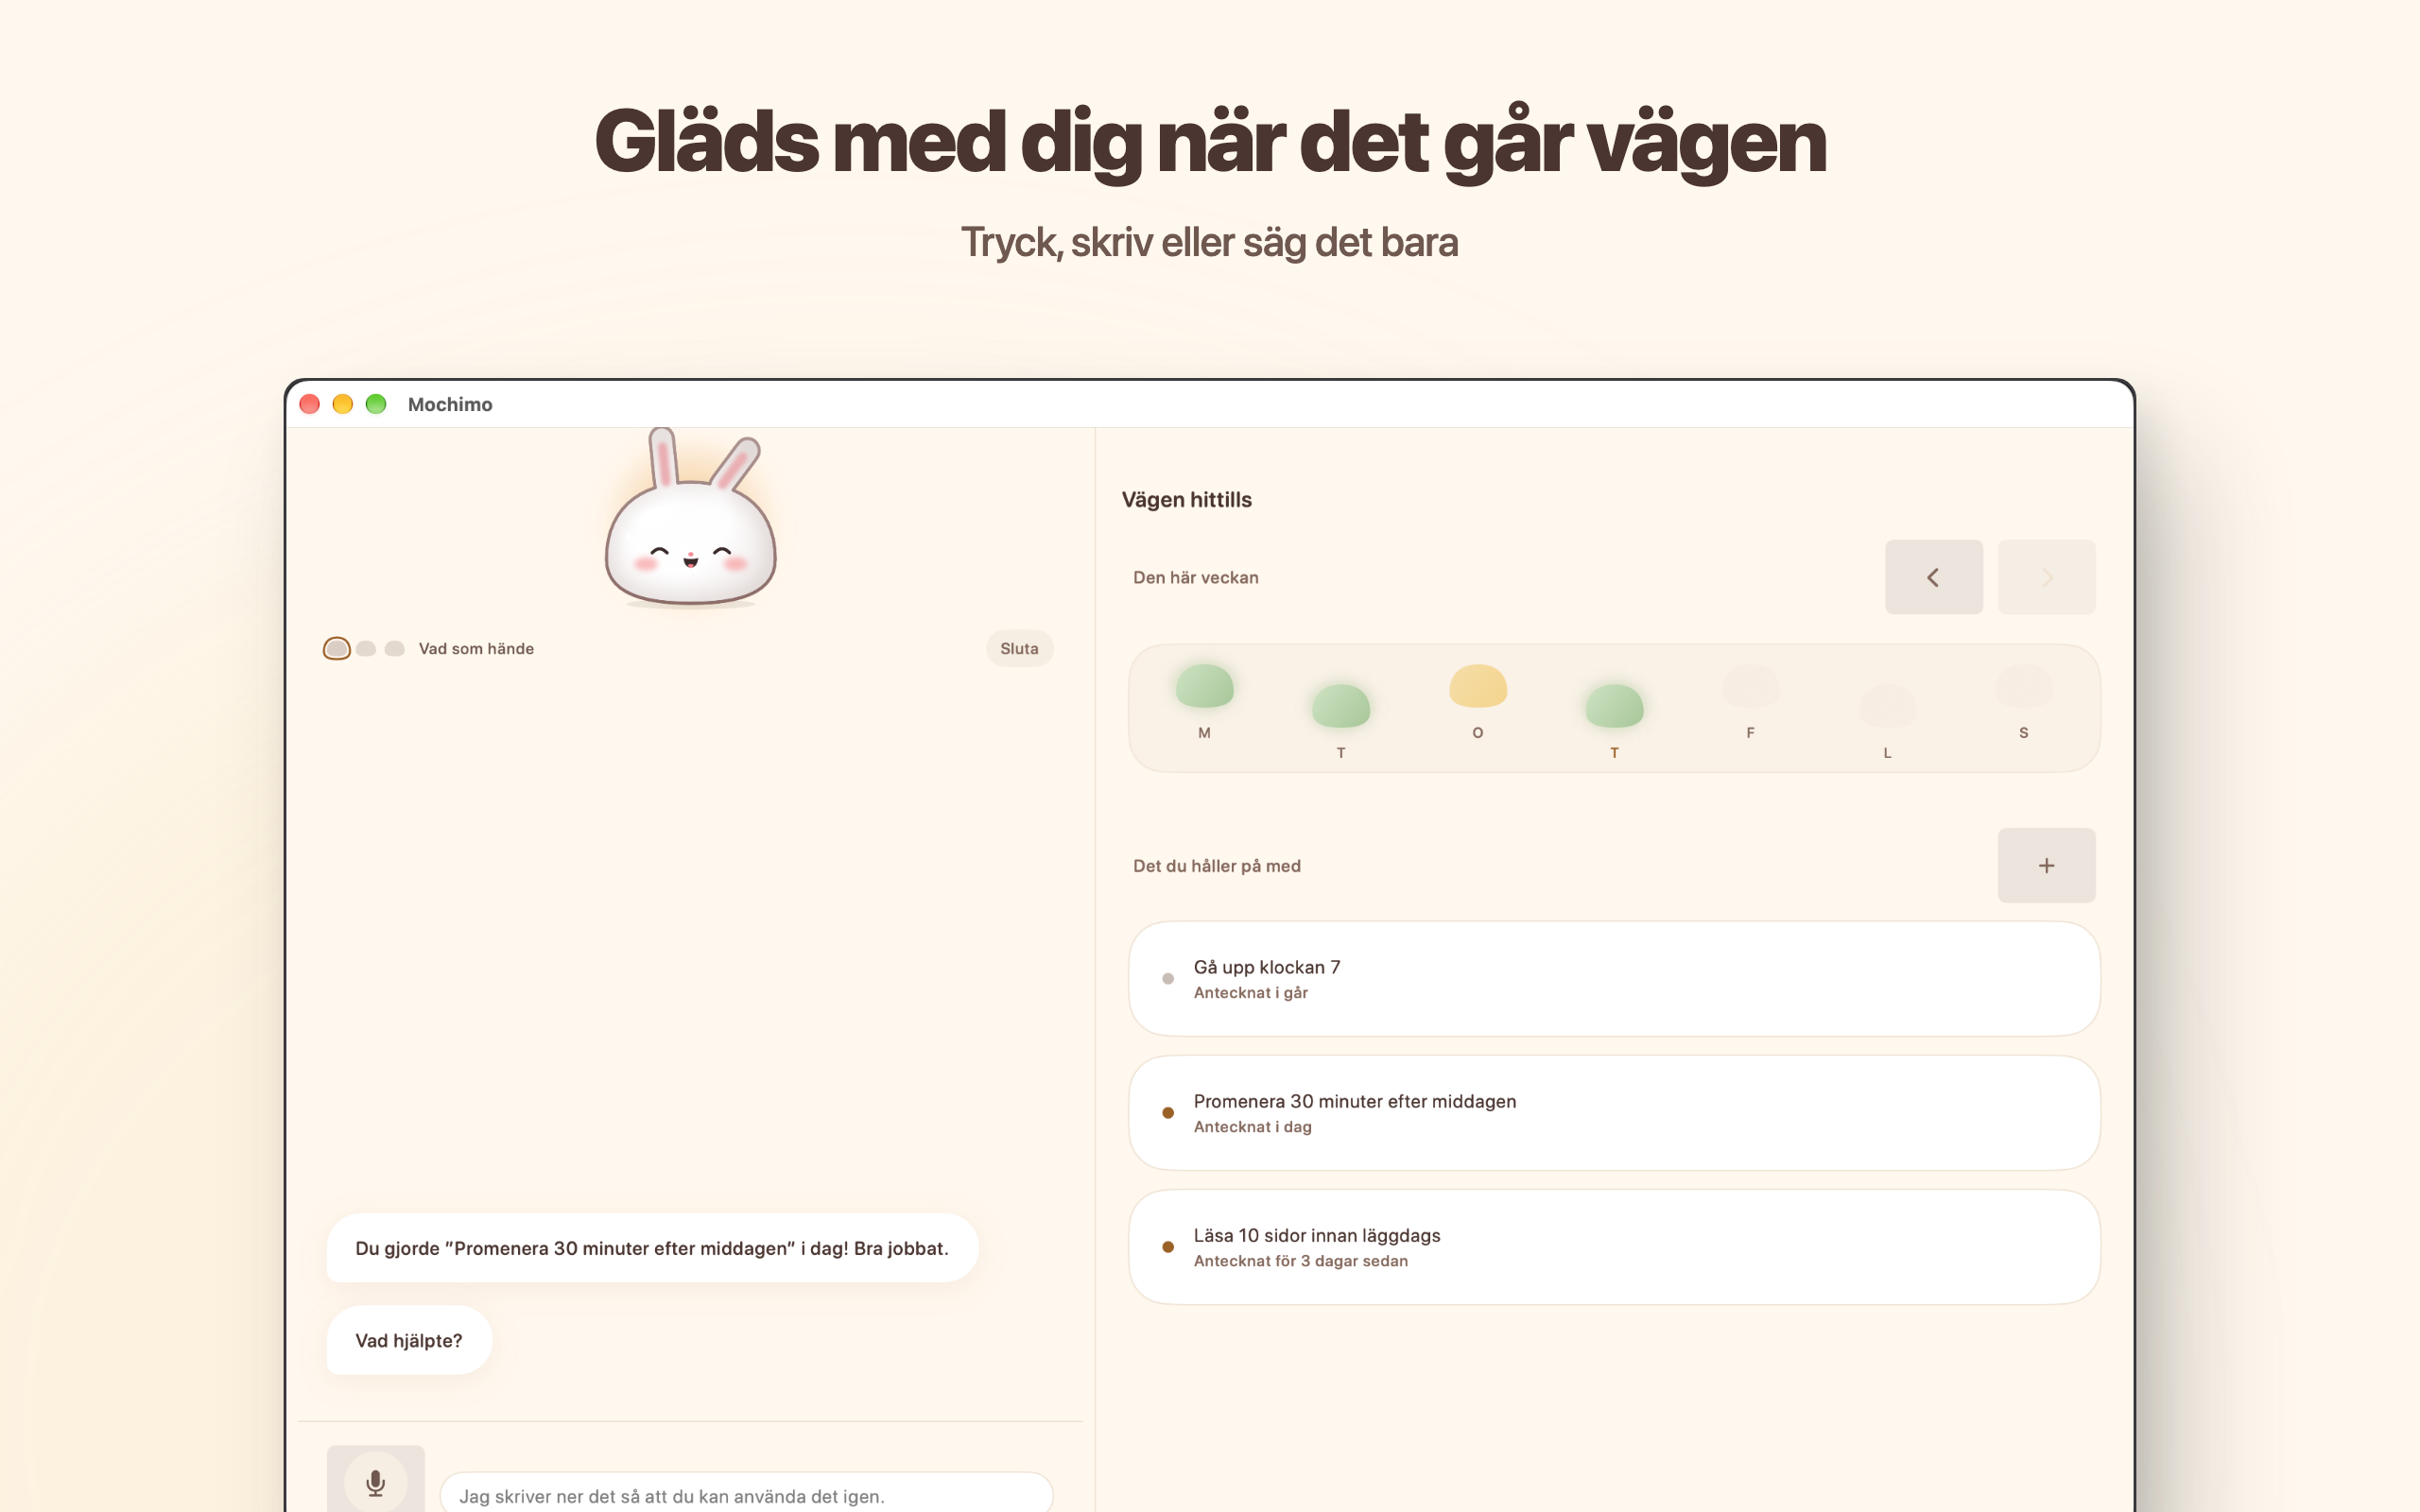 Gläds med dig när det går vägen
Tryck, skriv eller säg det bara
Mochimo
Vad som hände
Sluta
Du gjorde ”Promenera 30 minuter efter middagen” i dag! Bra jobbat.
Vad hjälpte?
Jag skriver ner det så att du kan använda det igen.
Vägen hittills
Den här veckan
M
T
O
T
F
L
S
Det du håller på med
Gå upp klockan 7
Antecknat i går
Promenera 30 minuter efter middagen
Antecknat i dag
Läsa 10 sidor innan läggdags
Antecknat för 3 dagar sedan